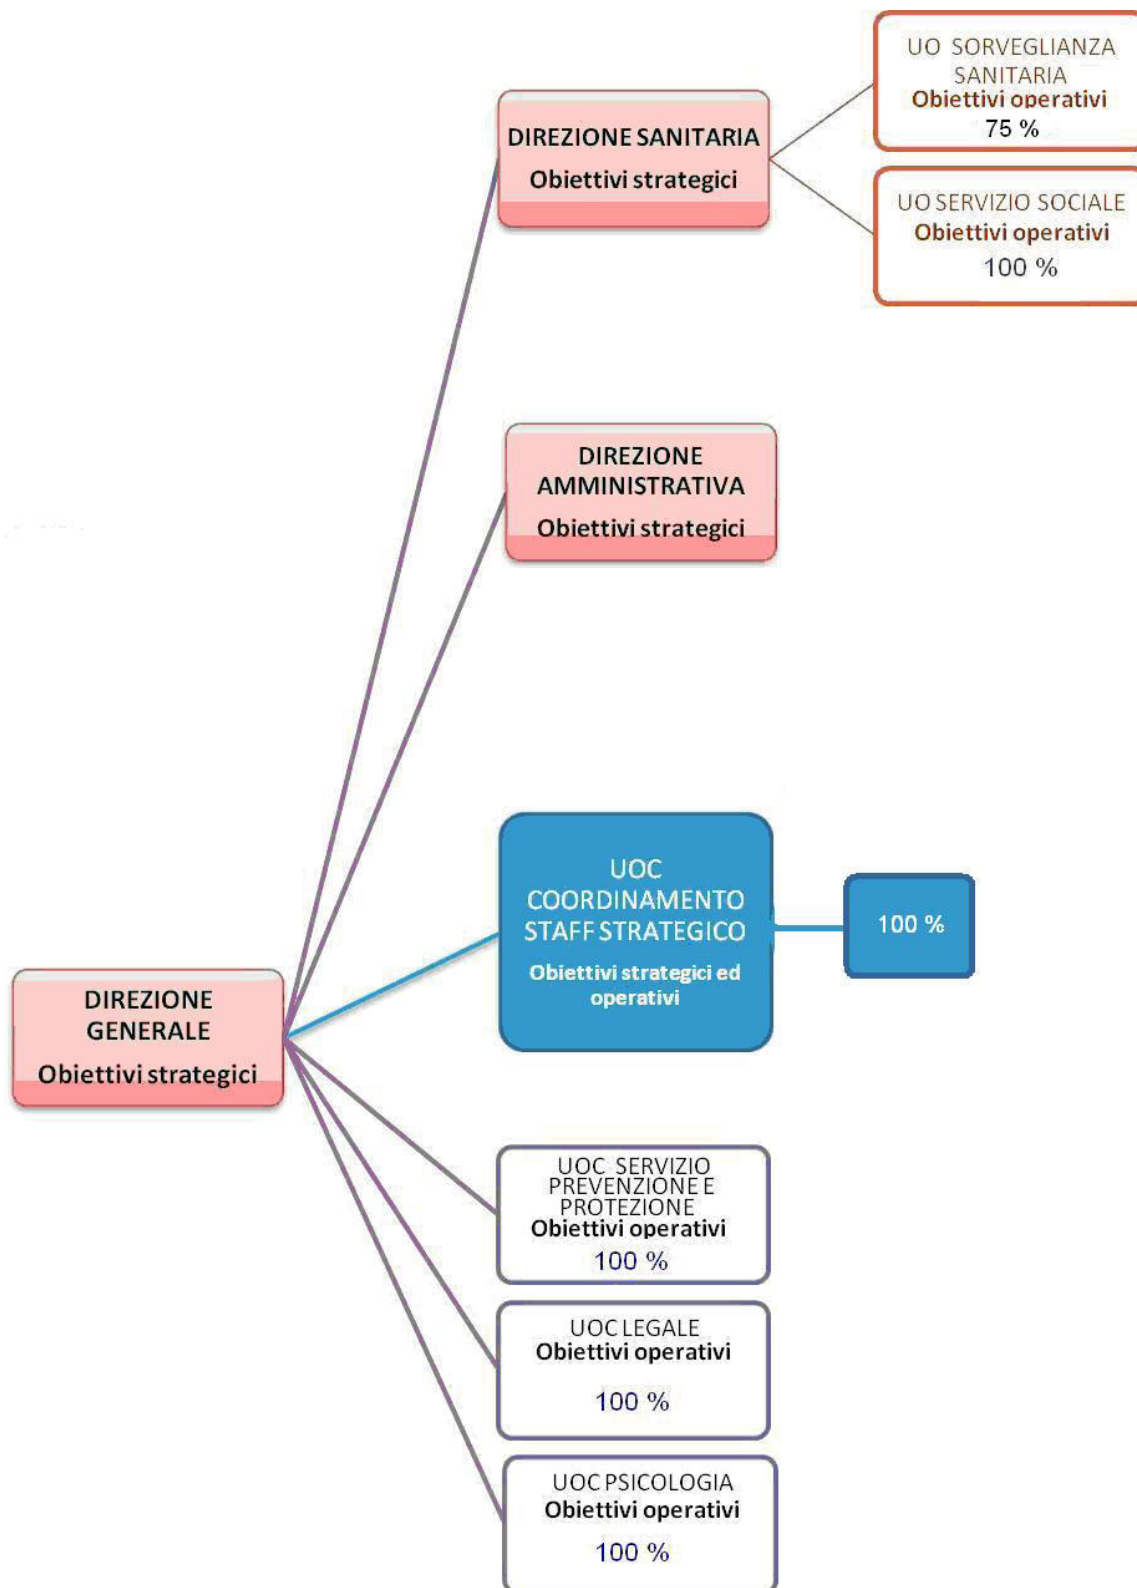 UO SORVEGLIANZA
SANITARIA
Obiettivi operativi
75 %
DIREZIONE SANITARIA
Obiettivi strategici
UO SERVIZIO SOCIALE
Obiettivi operativi
100 %
DIREZIONE
AMMINISTRATIVA
Obiettivi strategici
UOC
COORDINAMENTO
STAFF STRATEGICO
Obiettivi strategici ed
operativi
100 %
DIREZIONE
GENERALE
Obiettivi strategici
UOC SERVIZIO
PREVENZIONE E
PROTEZIONE
Obiettivi operativi
100 %
UOC LEGALE
Obiettivi operativi
100 %
UOC PSICOLOGIA
Obiettivi operativi
100 %